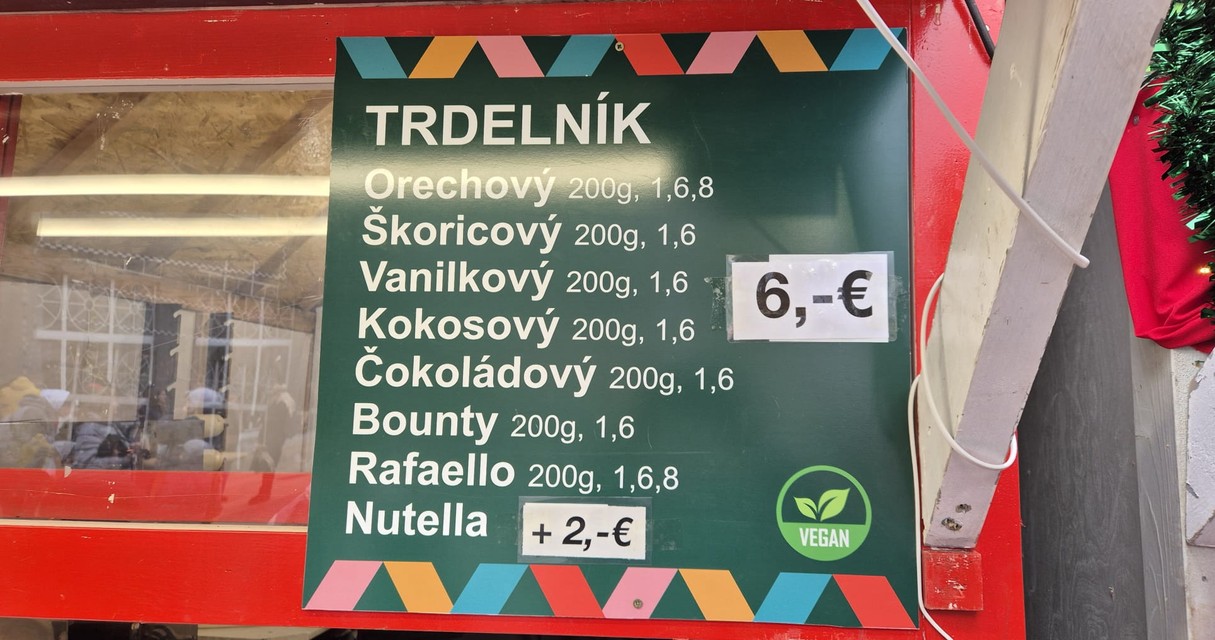 TRDELNÍK
Orechový 200g, 1,6,8
Škoricový 200g, 1,6
Vanilkový 200g, 1,6
6,-€
Kokosový 200g, 1,6
Čokoládový 200g, 1,6
Bounty 200g, 1,6
Rafaello 200g, 1,6,8
Nutella + 2,-€
VEGAN